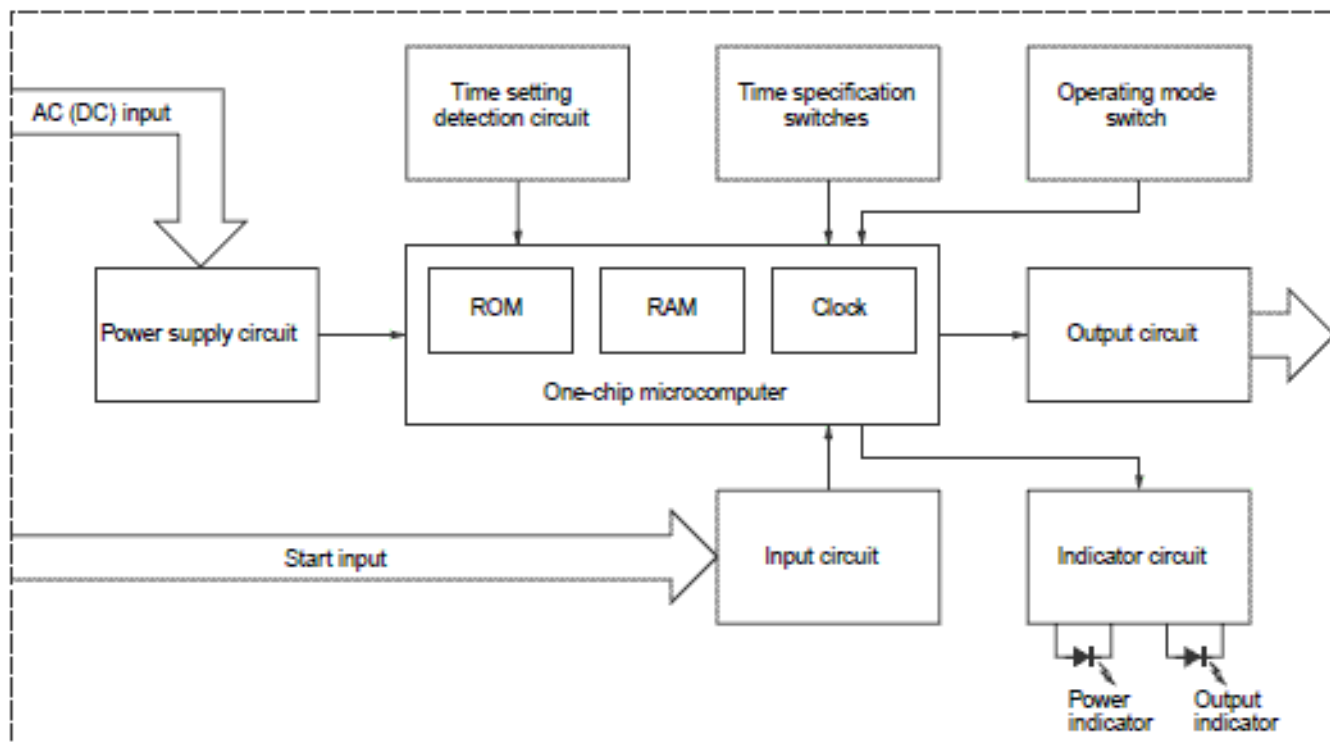 Time setting
detection circuit
Time specification
switches
Operating mode
switch
AC (DC) input
Power supply circuit
ROM
RAM
Clock
One-chip microcomputer
Output circuit
Start input
Input circuit
Indicator circuit
Power
indicator
Output
indicator